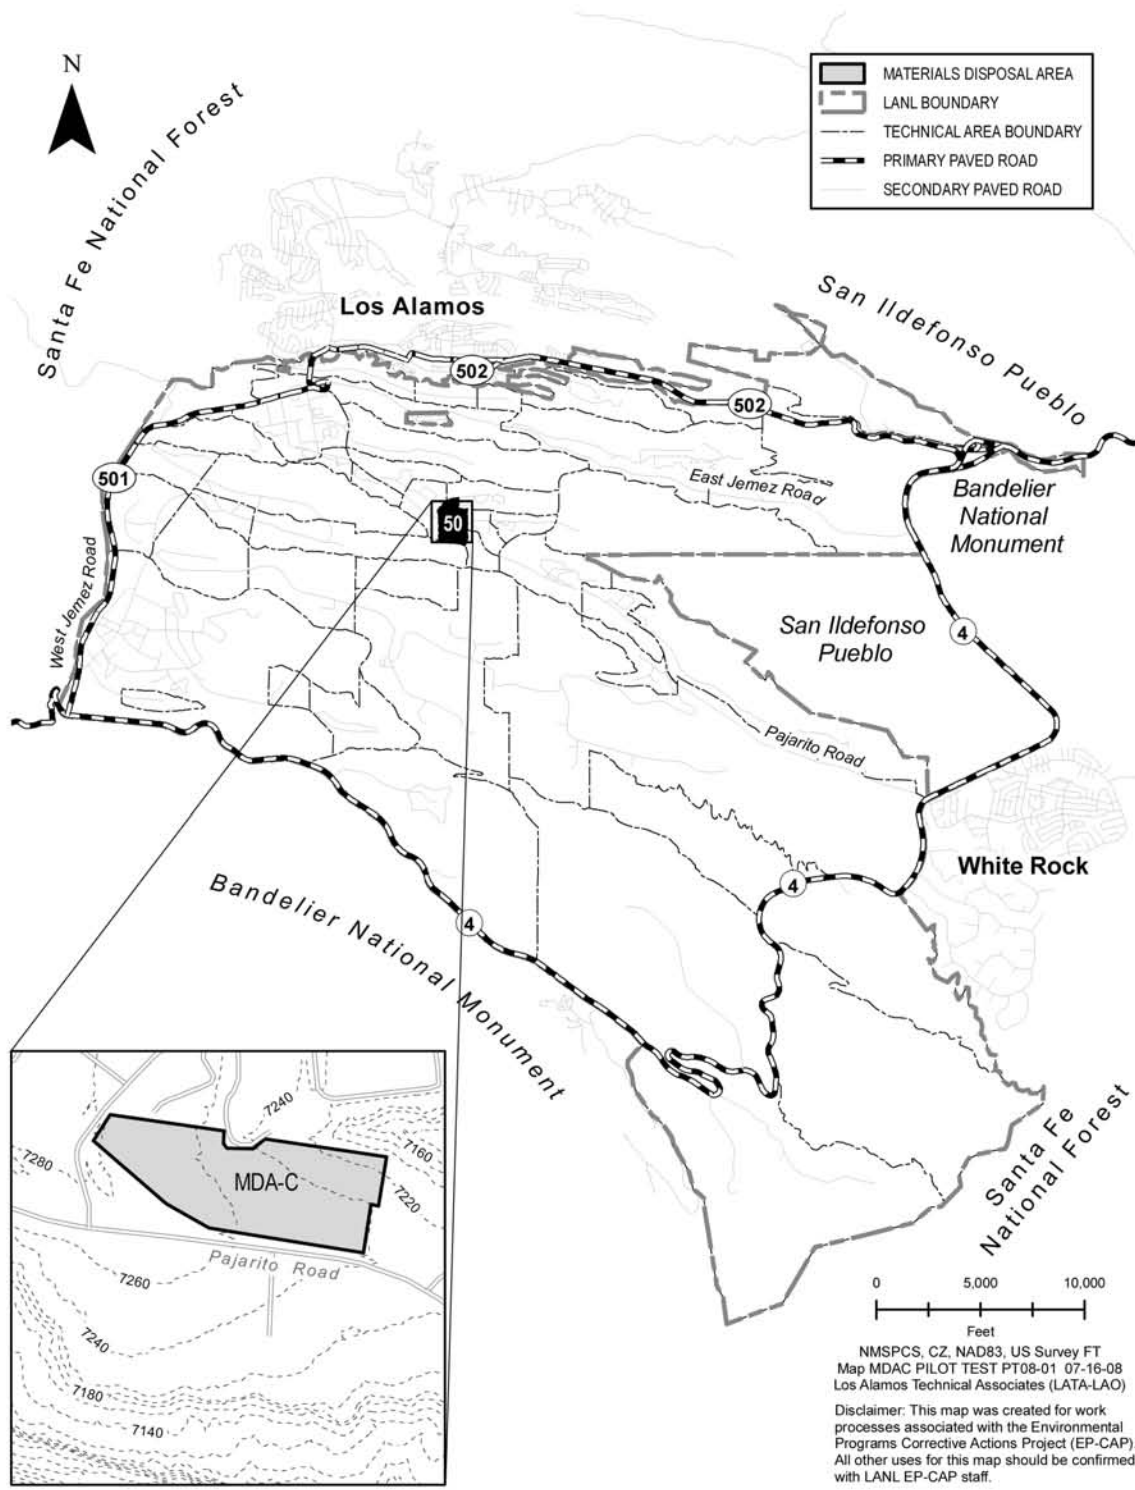 N
MATERIALS DISPOSAL AREA
LANL BOUNDARY
TECHNICAL AREA BOUNDARY
PRIMARY PAVED ROAD
SECONDARY PAVED ROAD
Santa Fe National Forest
San Ildefonso Pueblo
Los Alamos
502
502
501
East Jemez Road
Bandelier
National
Monument
50
West Jemez Road
San Ildefonso
Pueblo
4
Pajarito Road
White Rock
4
Bandelier National Monument
4
Santa Fe
National Forest
7240
7160
7280
MDA-C
7220
Pajarito Road
7260
7240
7180
7140
0 5,000 10,000
Feet
NMSPCS, CZ, NAD83, US Survey FT
Map MDAC PILOT TEST PT08-01 07-16-08
Los Alamos Technical Associates (LATA-LAO)
Disclaimer: This map was created for work
processes associated with the Environmental
Programs Corrective Actions Project (EP-CAP).
All other uses for this map should be confirmed
with LANL EP-CAP staff.